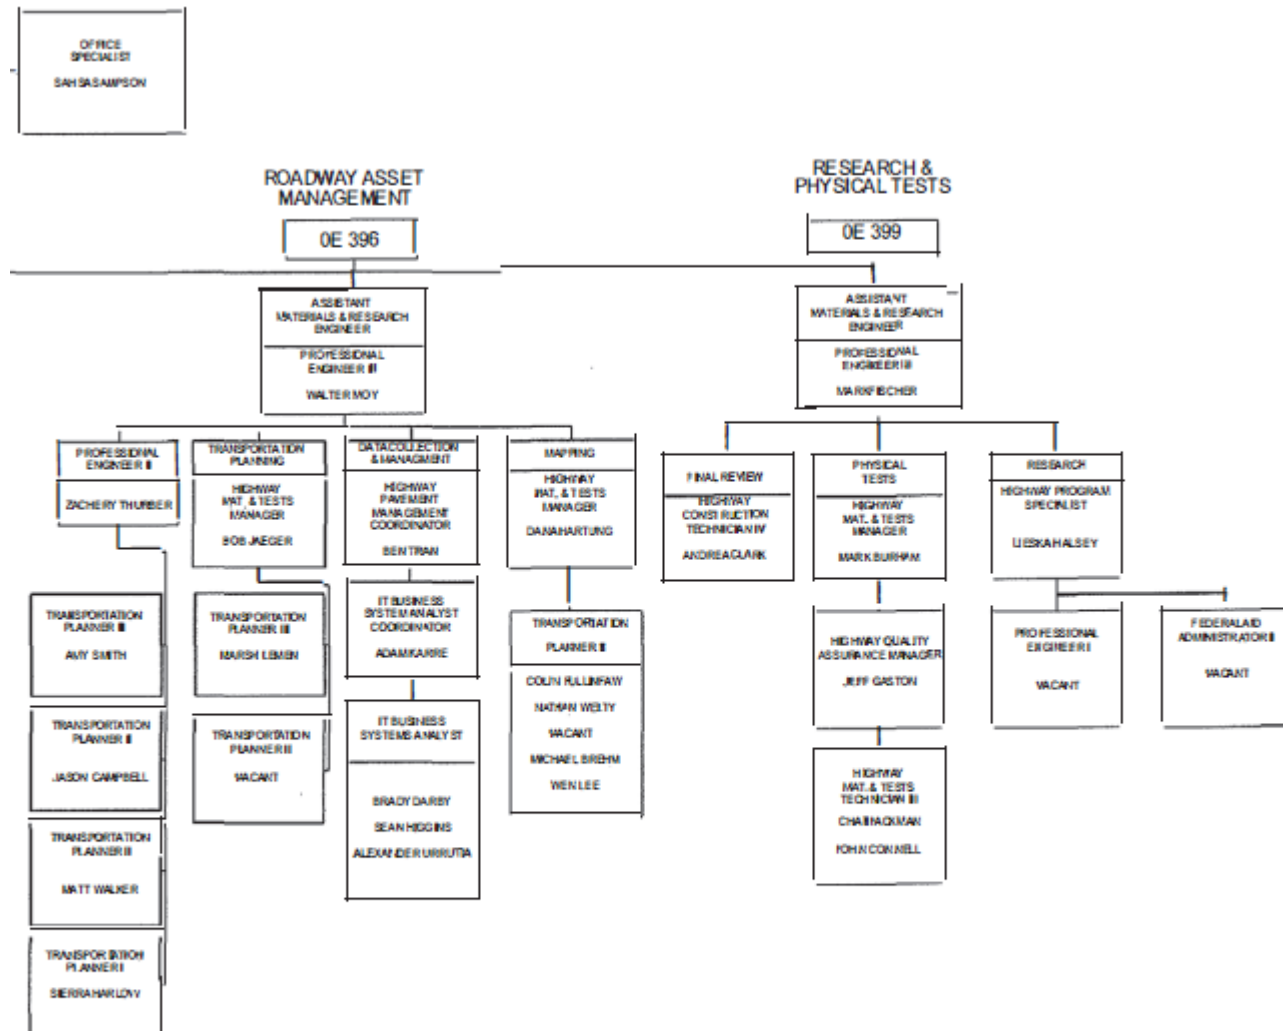 OFFICE
SPECIALIST
SAHSA SAMPSON
ROADWAY ASSET
MANAGEMENT
0E 396
ASSISTANT
MATERIALS & RESEARCH
ENGINEER
PROFESSIONAL
ENGINEER III
WALTER MOY
PROFESSIONAL
ENGINEER II
ZACHERY THURBER
TRANSPORTATION
PLANNER III
AMY SMITH
TRANSPORTATION
PLANNER II
JASON CAMPBELL
TRANSPORTATION
PLANNER II
MATT WALKER
TRANSPORTATION
PLANNER I
SIERRA HARLOW
TRANSPORTATION
PLANNING
HIGHWAY
MAT. & TESTS
MANAGER
BOB JAEGER
TRANSPORTATION
PLANNER III
MARSH LEMEN
TRANSPORTATION
PLANNER II
VACANT
DATA COLLECTION
& MANAGMENT
HIGHWAY
PAVEMENT
MANAGEMENT
COORDINATOR
BEN TRAN
IT BUSINESS
SYSTEM ANALYST
COORDINATOR
ADAM KARRE
IT BUSINESS
SYSTEMS ANALYST
BRADY DARBY
SEAN HIGGINS
ALEXANDER URRUTIA
MAPPING
HIGHWAY
MAT. & TESTS
MANAGER
DANA HARTUNG
TRANSPORTATION
PLANNER II
COLIN
NATHAN WELTY
VACANT
MICHAEL BREHM
WEN LEE
RESEARCH &
PHYSICAL TESTS
0E 399
ASSISTANT
MATERIALS & RESEARCH
ENGINEER
PROFESSIONAL
ENGINEER III
MARK FISCHER
FINAL REVIEW
HIGHWAY
CONSTRUCTION
TECHNICIAN IV
ANDREA CLARK
PHYSICAL
TESTS
HIGHWAY
MAT. & TESTS
MANAGER
MARK BURHAM
HIGHWAY QUALITY
ASSURANCE MANAGER
JEFF GASTON
HIGHWAY
MAT. & TESTS
TECHNICIAN III
CHAT HACKMAN
JOHN CONNELL
RESEARCH
HIGHWAY PROGRAM
SPECIALIST
LIESKA HALSEY
PROFESSIONAL
ENGINEER I
VACANT
FEDERAL AID
ADMINISTRATOR II
VACANT